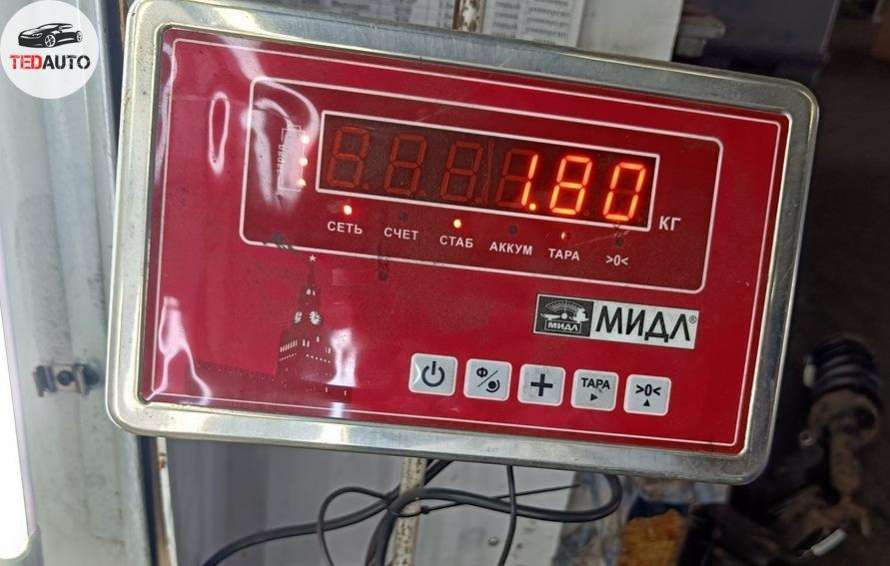 TEDAUTO
1.80
КГ
СЕТЬ СЧЕТ СТАБ АККУМ ТАРА >0<
МИДЛ МИДЛ®
Ф ТАРА >0<